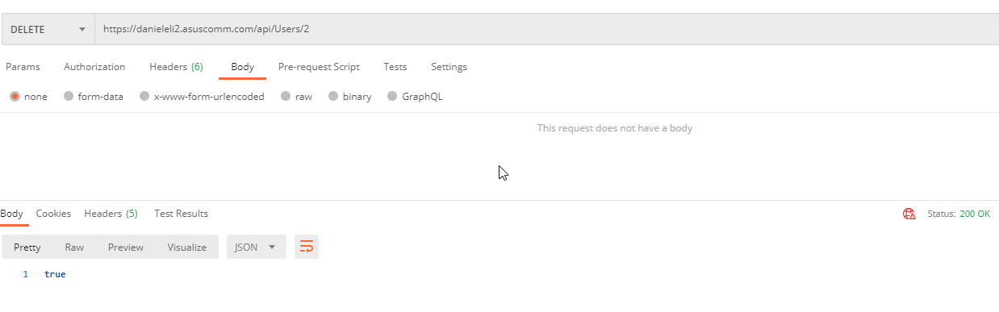 DELETE https://danieleli2.asuscomm.com/api/Users/2
Params Authorization Headers (6) Body Pre-request Script Tests Settings
none form-data x-www-form-urlencoded raw binary GraphQL
This request does not have a body
Body Cookies Headers (5) Test Results Status: 200 OK
Pretty Raw Preview Visualize JSON
1 true